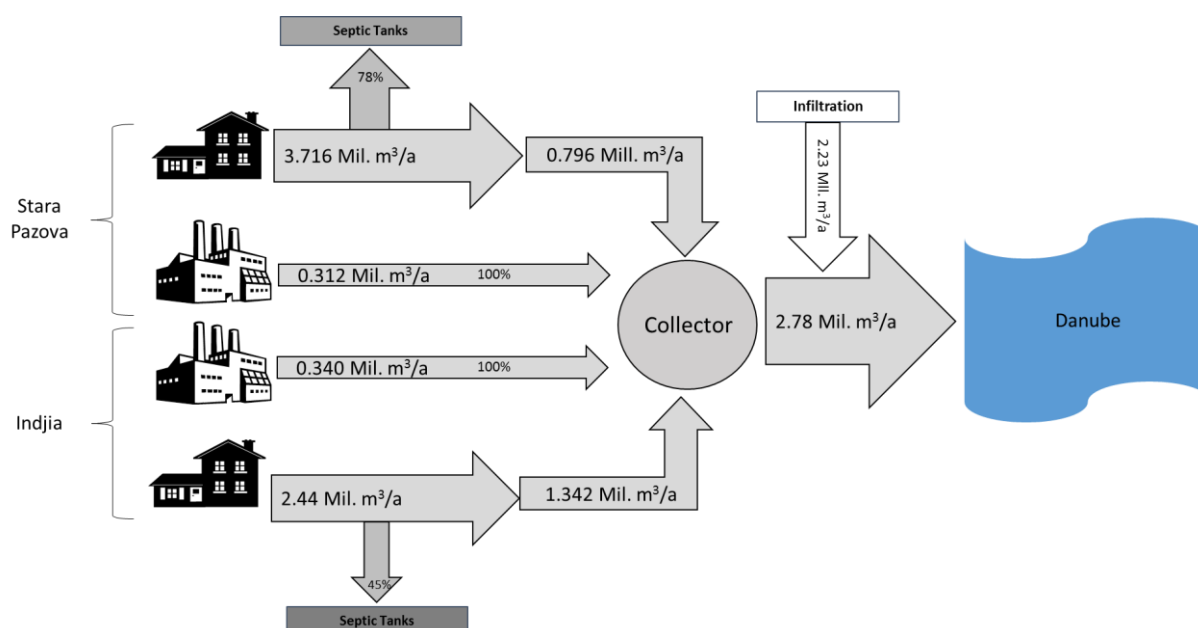 Septic Tanks
78%
Infiltration
3.716 Mil. m³/a
0.796 Mill. m³/a
2.23 Mll. m³/a
Stara
Pazova
0.312 Mil. m³/a
100%
Collector
2.78 Mil. m³/a
Danube
0.340 Mil. m³/a
100%
Indjia
2.44 Mil. m³/a
1.342 Mil. m³/a
45%
Septic Tanks